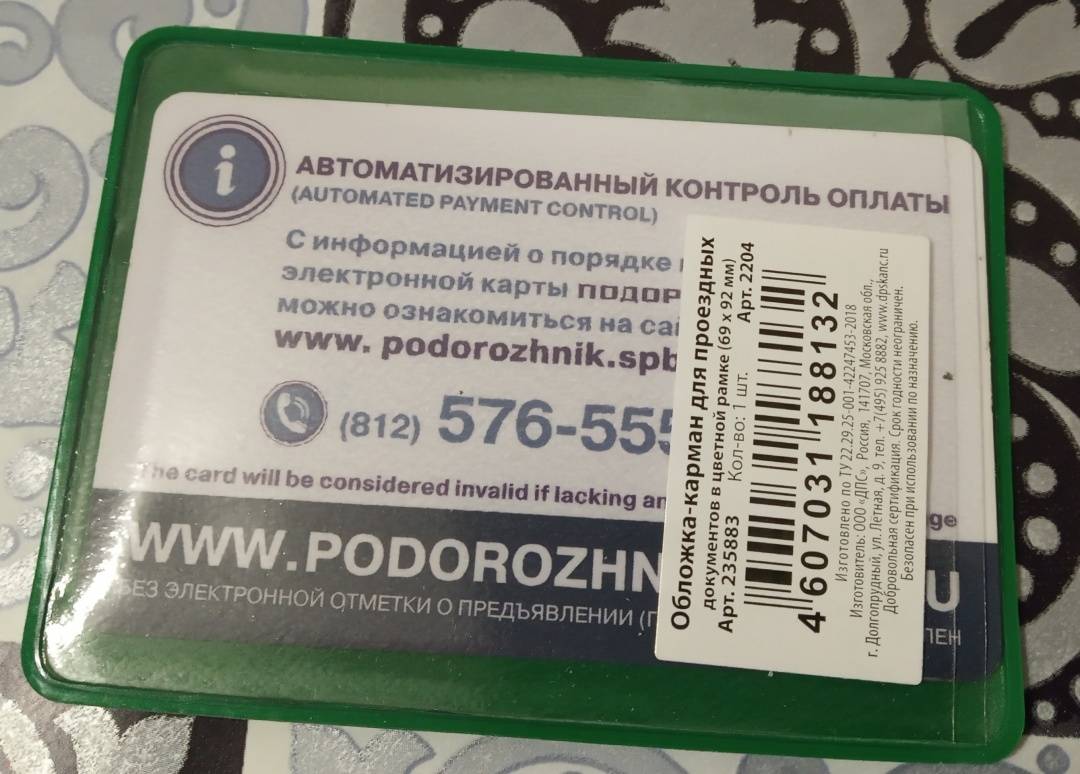 i
АВТОМАТИЗИРОВАННЫЙ КОНТРОЛЬ ОПЛАТЫ
(AUTOMATED PAYMENT CONTROL)
С информацией о порядке
электронной карты ПОДОР
можно ознакомиться на са
www. podorozhnik.spb
(812) 576-555
he card will be considered invalid if lacking an
ge
WWW.PODOROZHN
U
БЕЗ ЭЛЕКТРОННОЙ ОТМЕТКИ О ПРЕДЪЯВЛЕНИИ (П
ЛЕН
Обложка-карман для проездных
документов в цветной рамке (69 x 92 мм)
Арт. 235883 Кол-во: 1 шт. Арт. 2204
4 607031 188132
Изготовлено по ТУ 22.29.25-001-42247453-2018
Изготовитель: ООО «ДПС», Россия, 141707, Московская обл.,
г. Долгопрудный, ул. Летная, д. 9, тел. +7(495) 925 8882, www.dpskanc.ru
Добровольная сертификация. Срок годности неограничен.
Безопасен при использовании по назначению.